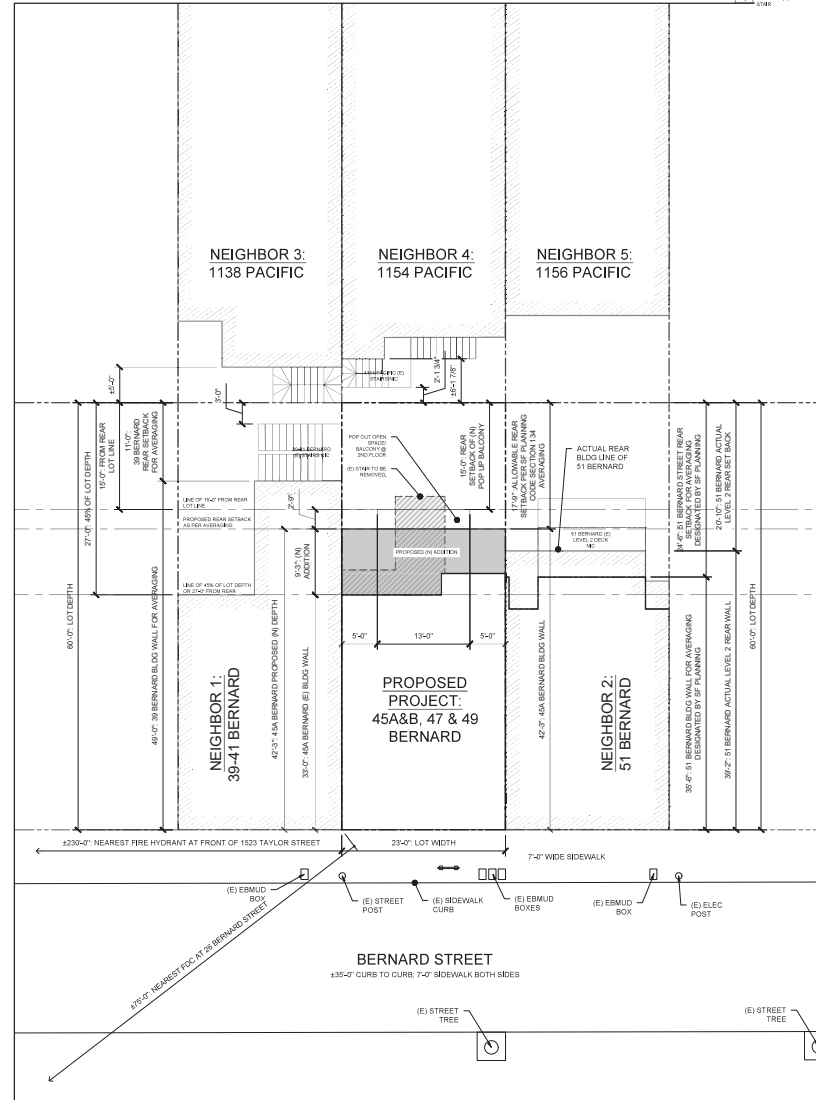 STAIR
NEIGHBOR 3:
1138 PACIFIC
NEIGHBOR 4:
1154 PACIFIC
NEIGHBOR 5:
1156 PACIFIC
±5'-0"
3'-0"
1154 PACIFIC (E)
STAIRS NIC
2'-1 3/4"
±6'-1 7/8"
60'-0": LOT DEPTH
27'-0": 45% OF LOT DEPTH
15'-0": FROM REAR
LOT LINE
11'-0":
39 BERNARD
REAR SETBACK
FOR AVERAGING
39-41 BERNARD
(E) STAIRS NIC
POP OUT OPEN
SPACE/
BALCONY @
2ND FLOOR
(E) STAIR TO BE
REMOVED,
15'-0": REAR
SETBACK OF (N)
POP UP BALCONY
17'-9" ALLOWABLE REAR
SETBACK PER SF PLANNING
CODE SECTION 134
AVERAGING
ACTUAL REAR
BLDG LINE OF
51 BERNARD
24'-6": 51 BERNARD STREET REAR
SETBACK FOR AVERAGING
DESIGNATED BY SF PLANNING
20'-10": 51 BERNARD ACTUAL
LEVEL 2 REAR SET BACK
LINE OF 15'-0" FROM REAR
LOT LINE
PROPOSED REAR SETBACK
AS PER AVERAGING
2'-9"
PROPOSED (N) ADDITION
51 BERNARD (E)
LEVEL 2 DECK
NIC
9'-3" (N)
ADDITION
LINE OF 45% OF LOT DEPTH
OR 27'-0" FROM REAR
49'-0": 39 BERNARD BLDG WALL FOR AVERAGING
42'-3": 45A BERNARD PROPOSED (N) DEPTH
33'-0": 45A BERNARD (E) BLDG WALL
5'-0"
13'-0"
5'-0"
NEIGHBOR 1:
39-41 BERNARD
PROPOSED
PROJECT:
45A&B, 47 & 49
BERNARD
42'-3": 45A BERNARD BLDG WALL
NEIGHBOR 2:
51 BERNARD
35'-6": 51 BERNARD BLDG WALL FOR AVERAGING
DESIGNATED BY SF PLANNING
39'-2": 51 BERNARD ACTUAL LEVEL 2 REAR WALL
60'-0": LOT DEPTH
±230'-0": NEAREST FIRE HYDRANT AT FRONT OF 1523 TAYLOR STREET
23'-0": LOT WIDTH
7'-0" WIDE SIDEWALK
(E) EBMUD
BOX
(E) STREET
POST
(E) SIDEWALK
CURB
(E) EBMUD
BOXES
(E) EBMUD
BOX
(E) ELEC
POST
±75'-0": NEAREST FDC AT 26 BERNARD STREET
BERNARD STREET
±35'-0" CURB TO CURB; 7'-0" SIDEWALK BOTH SIDES
(E) STREET
TREE
(E) STREET
TREE